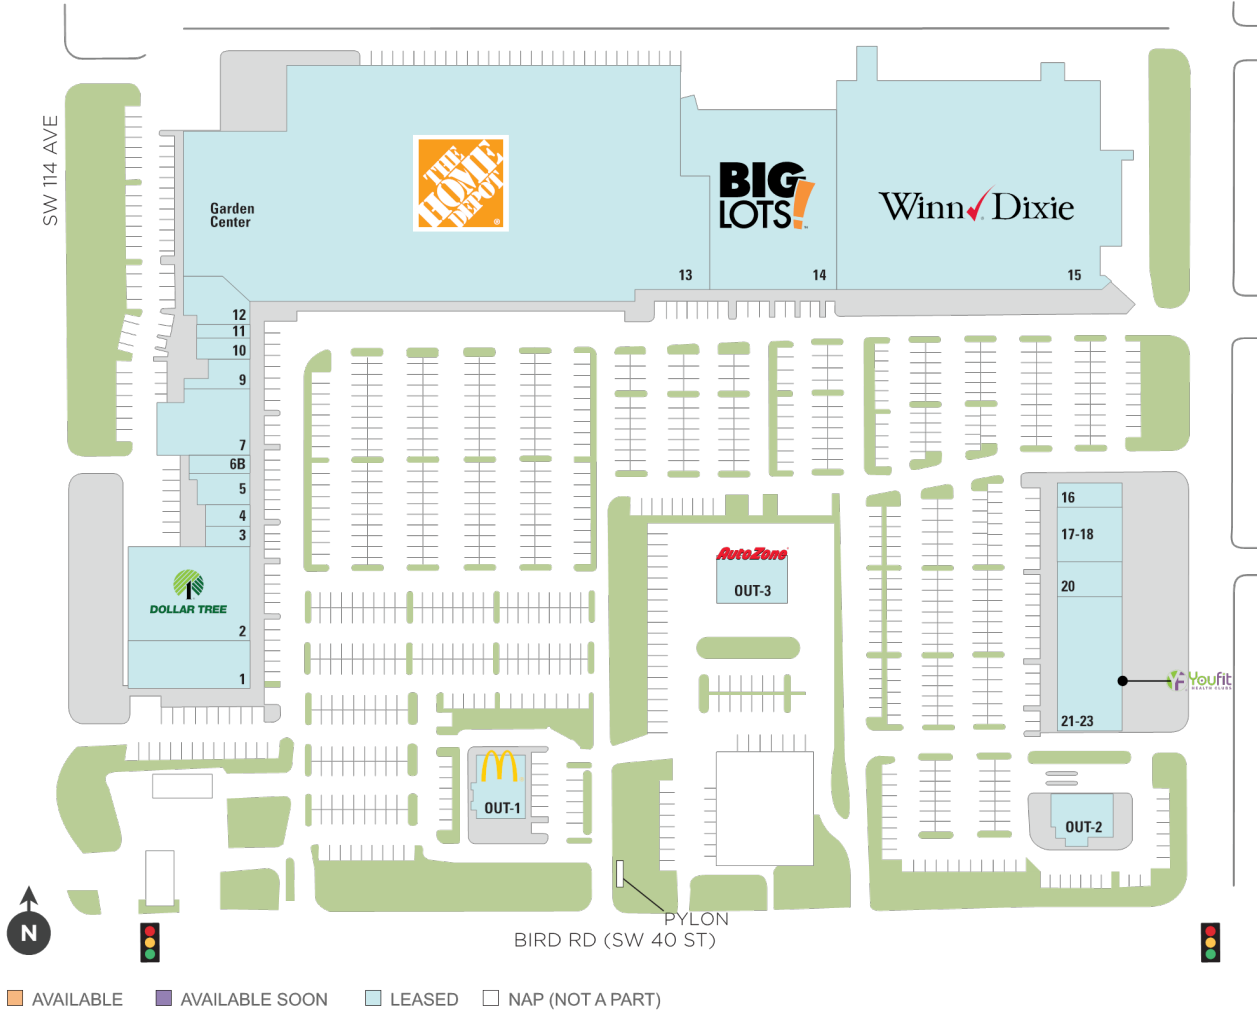 SW 114 AVE
THE
HOME
DEPOT
®
Garden
Center
BIG
LOTS!
Winn Dixie
13
14
15
12
11
10
9
7
6B
5
4
3
DOLLAR TREE
2
1
AutoZone
OUT-3
16
17-18
20
Youfit
HEALTH CLUBS
21-23
OUT-1
OUT-2
PYLON
BIRD RD (SW 40 ST)
N
AVAILABLE
AVAILABLE SOON
LEASED
NAP (NOT A PART)